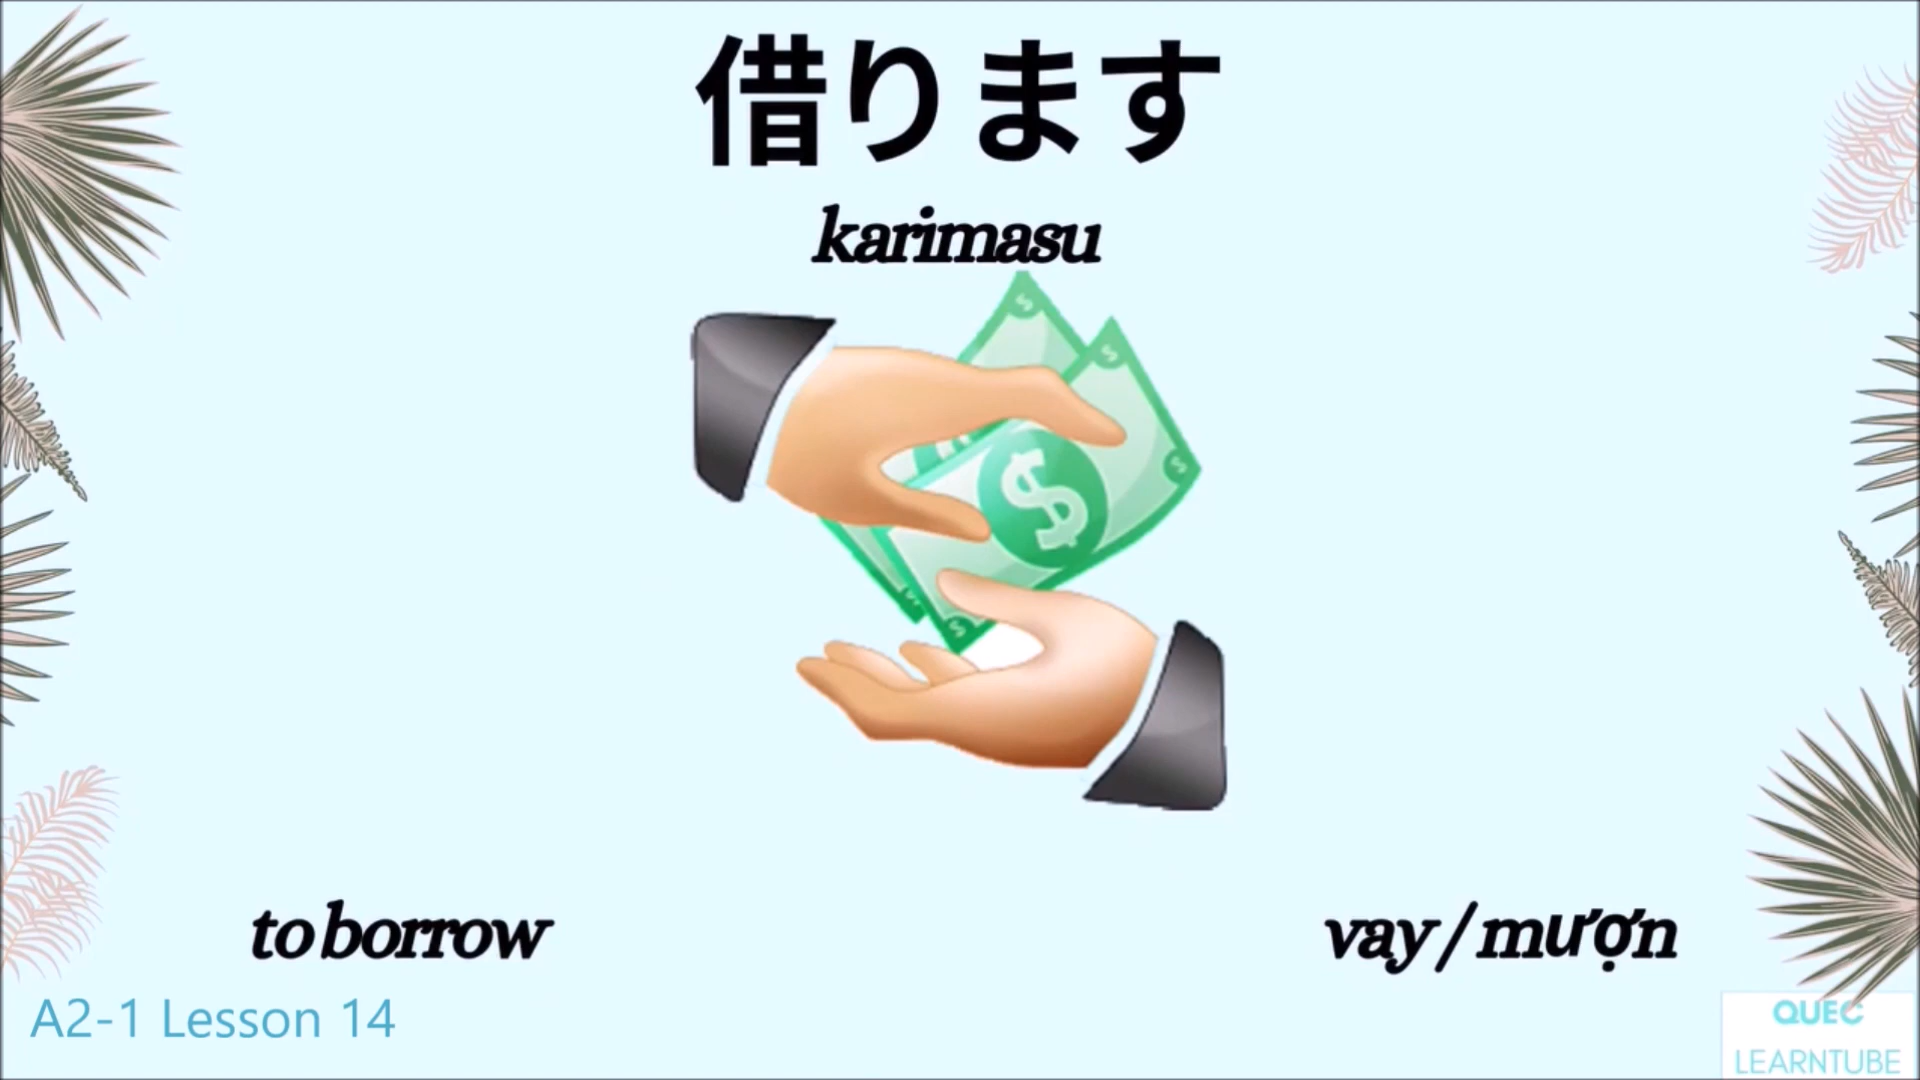 借ります
karimasu
to borrow
vay / mượn
A2-1 Lesson 14
QUEC
LEARNTUBE